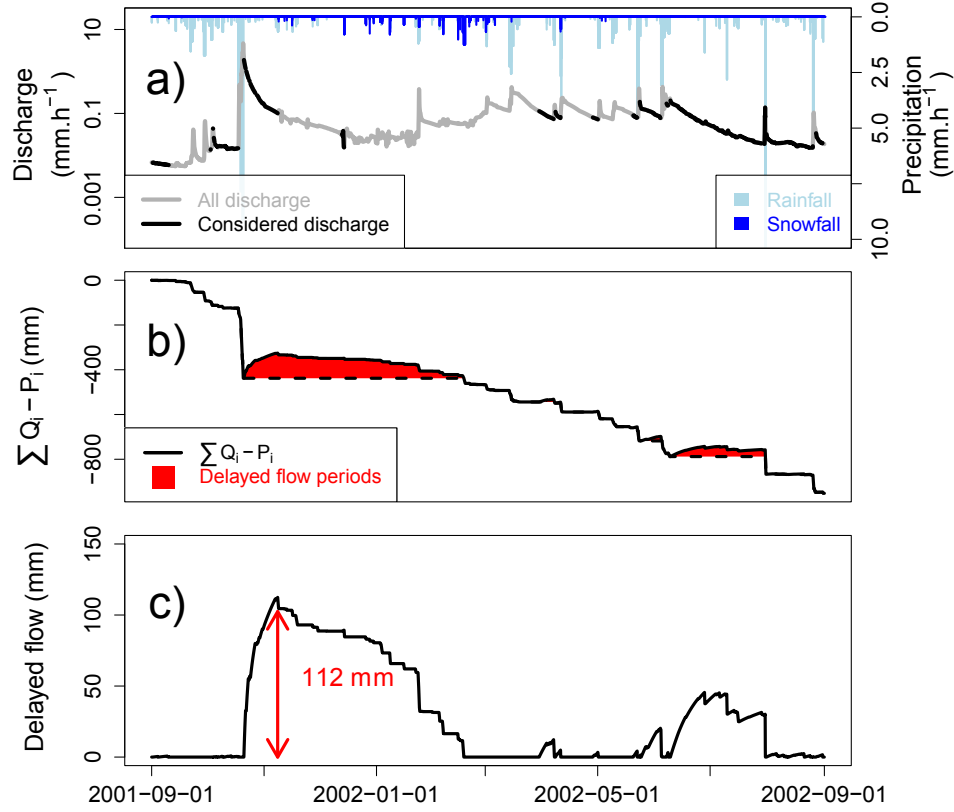 a)
Discharge
(mm.h⁻¹)
10
0.1
0.001
Precipitation
(mm.h⁻¹)
0.0
2.5
5.0
10.0
All discharge
Considered discharge
Rainfall
Snowfall
b)
∑ Qᵢ − Pᵢ (mm)
0
−400
−800
∑ Qᵢ − Pᵢ
Delayed flow periods
c)
Delayed flow (mm)
150
100
50
0
112 mm
2001−09−01
2002−01−01
2002−05−01
2002−09−01